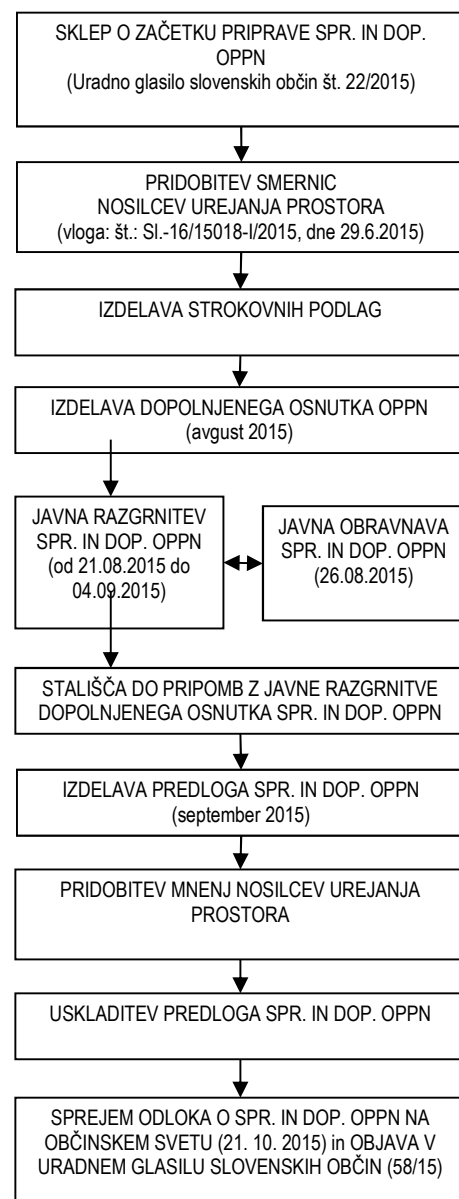 SKLEP O ZAČETKU PRIPRAVE SPR. IN DOP.
OPPN
(Uradno glasilo slovenskih občin št. 22/2015)
PRIDOBITEV SMERNIC
NOSILCEV UREJANJA PROSTORA
(vloga: št.: Sl.-16/15018-I/2015, dne 29.6.2015)
IZDELAVA STROKOVNIH PODLAG
IZDELAVA DOPOLNJENEGA OSNUTKA OPPN
(avgust 2015)
JAVNA RAZGRNITEV
SPR. IN DOP. OPPN
(od 21.08.2015 do
04.09.2015)
JAVNA OBRAVNAVA
SPR. IN DOP. OPPN
(26.08.2015)
STALIŠČA DO PRIPOMB Z JAVNE RAZGRNITVE
DOPOLNJENEGA OSNUTKA SPR. IN DOP. OPPN
IZDELAVA PREDLOGA SPR. IN DOP. OPPN
(september 2015)
PRIDOBITEV MNENJ NOSILCEV UREJANJA
PROSTORA
USKLADITEV PREDLOGA SPR. IN DOP. OPPN
SPREJEM ODLOKA O SPR. IN DOP. OPPN NA
OBČINSKEM SVETU (21. 10. 2015) in OBJAVA V
URADNEM GLASILU SLOVENSKIH OBČIN (58/15)